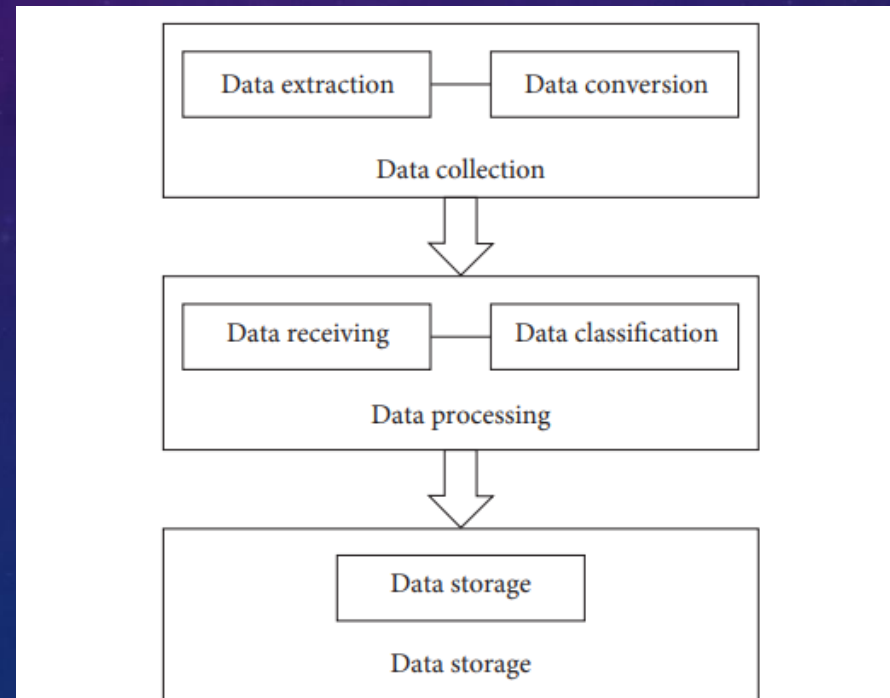 Data extraction
Data conversion
Data collection
Data receiving
Data classification
Data processing
Data storage
Data storage